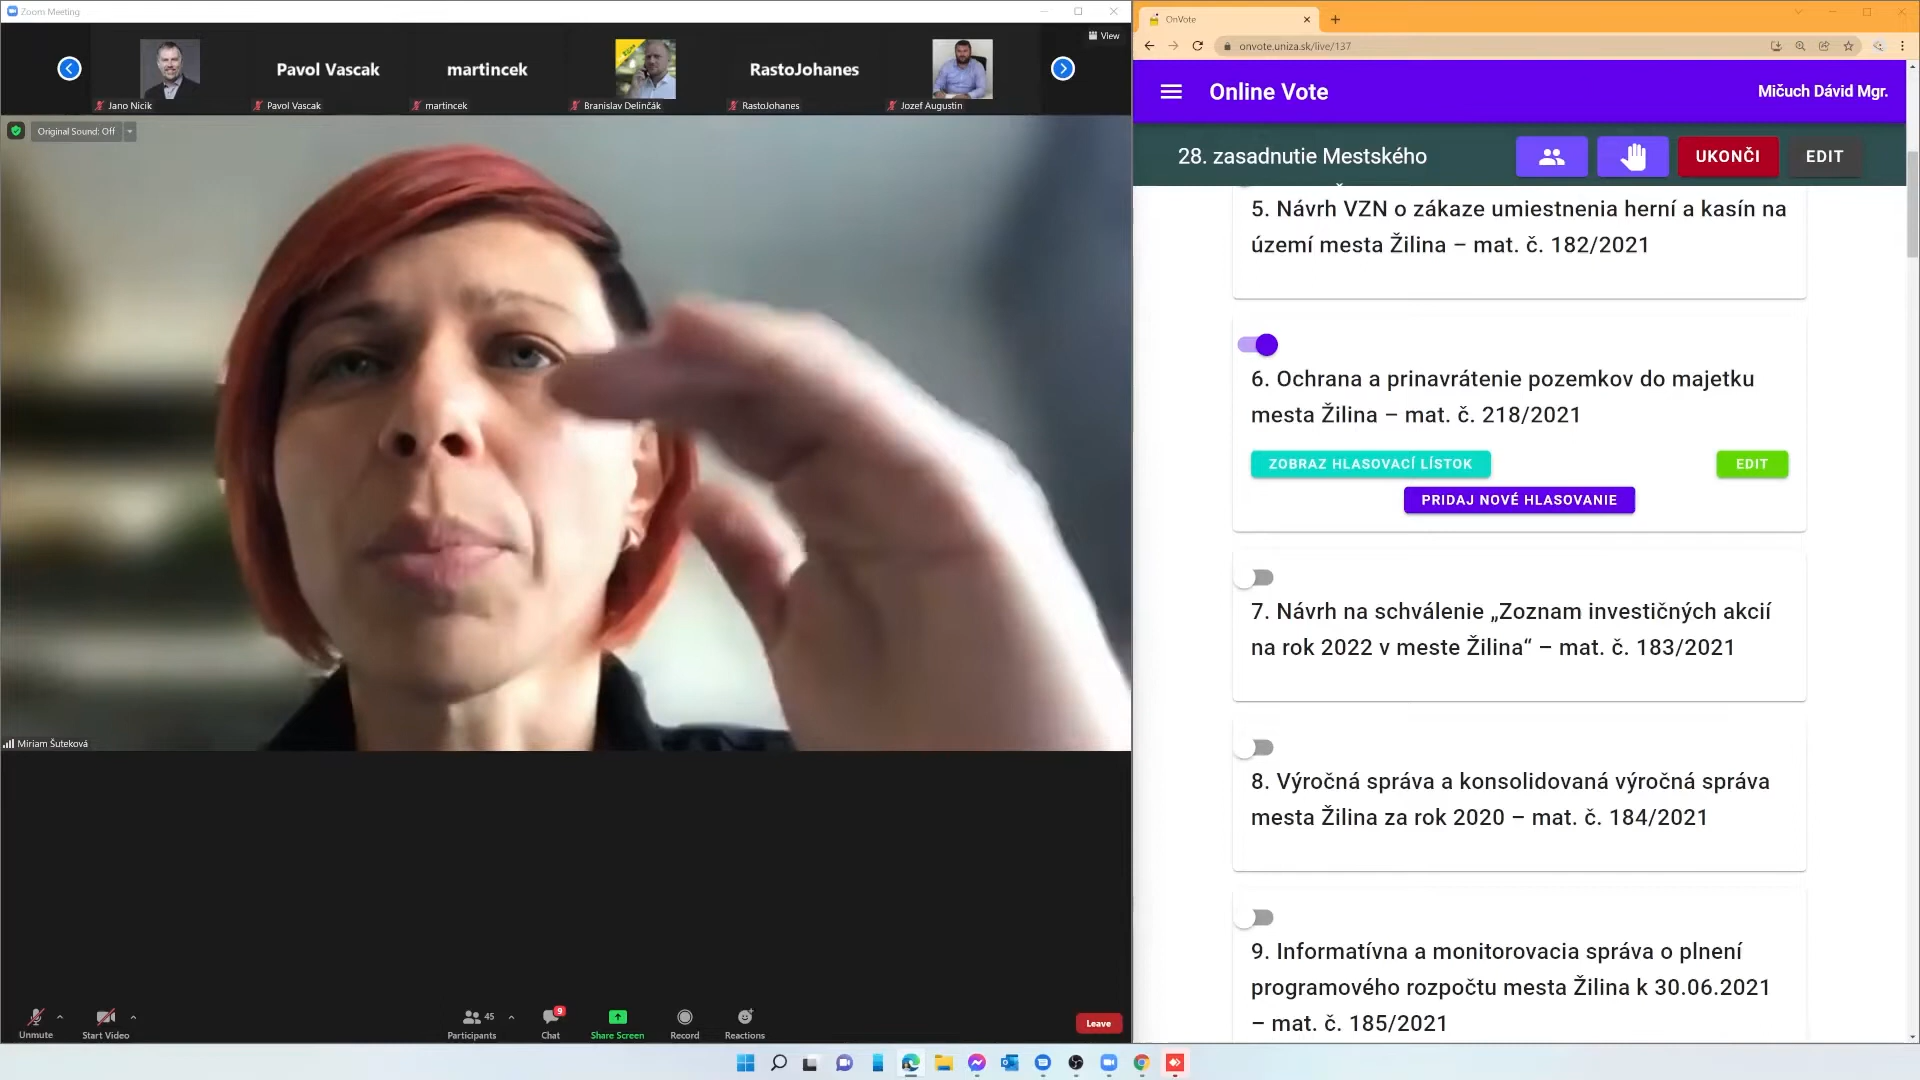 Zoom Meeting
View
Pavol Vascak
martincek
RastoJohanes
Jano Nicik
Pavol Vascak
martincek
Branislav Delinčák
RastoJohanes
Jozef Augustin
Original Sound: Off
Miriam Šuteková
Unmute
Start Video
45
Participants
9
Chat
Share Screen
Record
Reactions
Leave
OnVote
onvote.uniza.sk/live/137
Online Vote
Mičuch Dávid Mgr.
28. zasadnutie Mestského
UKONČI
EDIT
5. Návrh VZN o zákaze umiestnenia herní a kasín na
území mesta Žilina – mat. č. 182/2021
6. Ochrana a prinavrátenie pozemkov do majetku
mesta Žilina – mat. č. 218/2021
ZOBRAZ HLASOVACÍ LÍSTOK
EDIT
PRIDAJ NOVÉ HLASOVANIE
7. Návrh na schválenie „Zoznam investičných akcií
na rok 2022 v meste Žilina“ – mat. č. 183/2021
8. Výročná správa a konsolidovaná výročná správa
mesta Žilina za rok 2020 – mat. č. 184/2021
9. Informatívna a monitorovacia správa o plnení
programového rozpočtu mesta Žilina k 30.06.2021
– mat. č. 185/2021